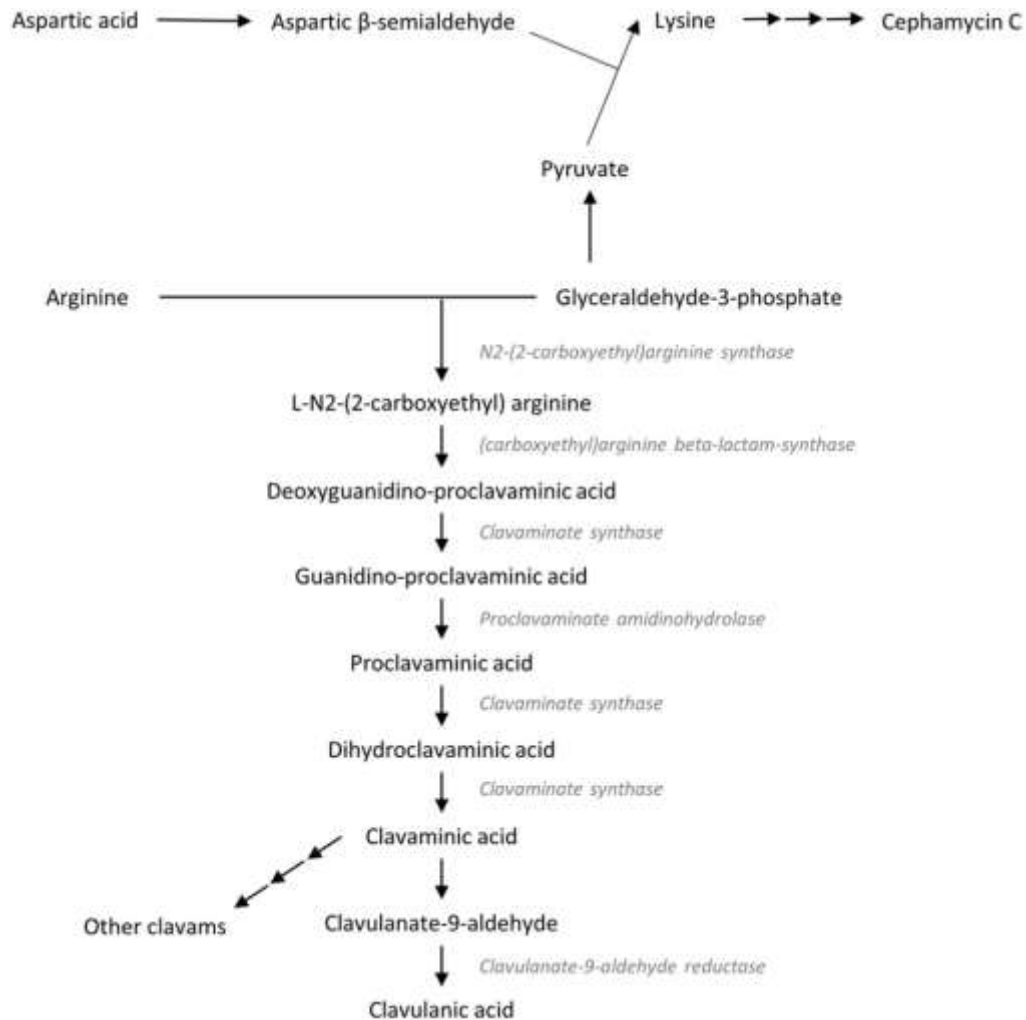 Aspartic acid
Aspartic β-semialdehyde
Lysine
Cephamycin C
Pyruvate
Arginine
Glyceraldehyde-3-phosphate
N2-(2-carboxyethyl)arginine synthase
L-N2-(2-carboxyethyl) arginine
(carboxyethyl)arginine beta-lactam-synthase
Deoxyguanidino-proclavaminic acid
Clavaminate synthase
Guanidino-proclavaminic acid
Proclavaminate amidinohydrolase
Proclavaminic acid
Clavaminate synthase
Dihydroclavaminic acid
Clavaminate synthase
Clavaminic acid
Other clavams
Clavulanate-9-aldehyde
Clavulanate-9-aldehyde reductase
Clavulanic acid